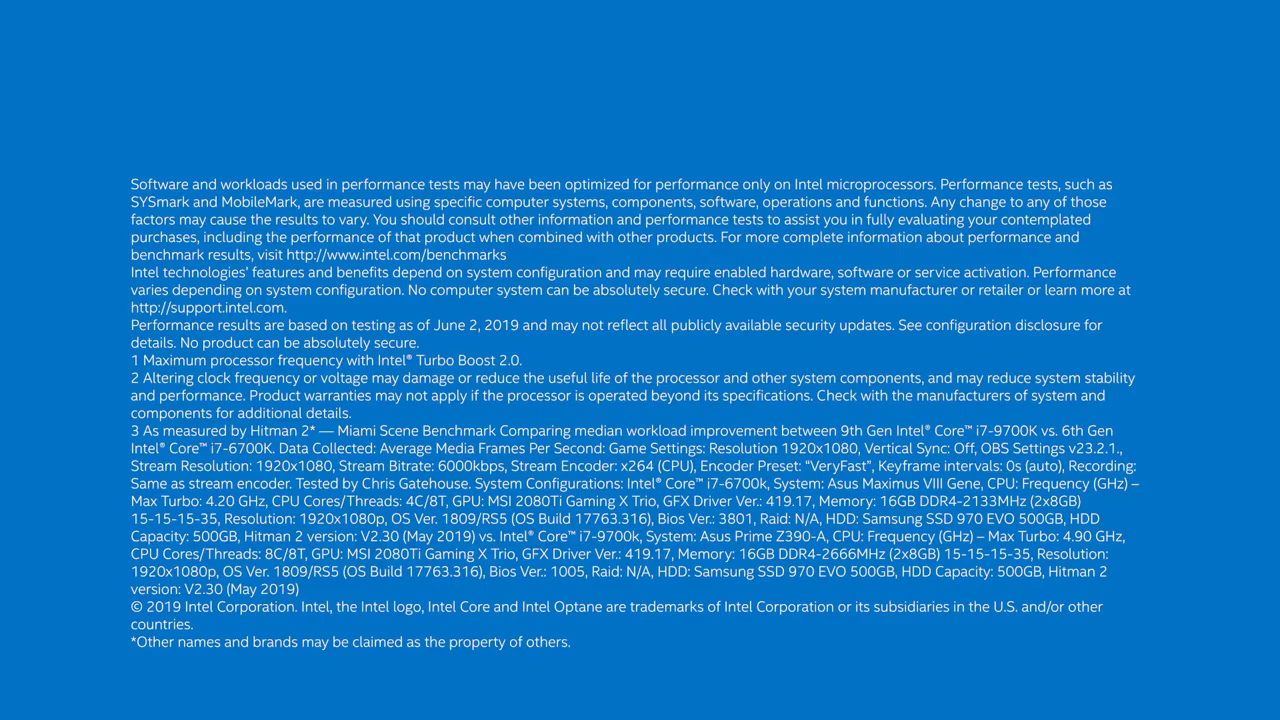 Software and workloads used in performance tests may have been optimized for performance only on Intel microprocessors. Performance tests, such as
SYSmark and MobileMark, are measured using specific computer systems, components, software, operations and functions. Any change to any of those
factors may cause the results to vary. You should consult other information and performance tests to assist you in fully evaluating your contemplated
purchases, including the performance of that product when combined with other products. For more complete information about performance and
benchmark results, visit http://www.intel.com/benchmarks
Intel technologies' features and benefits depend on system configuration and may require enabled hardware, software or service activation. Performance
varies depending on system configuration. No computer system can be absolutely secure. Check with your system manufacturer or retailer or learn more at
http://support.intel.com.
Performance results are based on testing as of June 2, 2019 and may not reflect all publicly available security updates. See configuration disclosure for
details. No product can be absolutely secure.
1 Maximum processor frequency with Intel® Turbo Boost 2.0.
2 Altering clock frequency or voltage may damage or reduce the useful life of the processor and other system components, and may reduce system stability
and performance. Product warranties may not apply if the processor is operated beyond its specifications. Check with the manufacturers of system and
components for additional details.
3 As measured by Hitman 2* — Miami Scene Benchmark Comparing median workload improvement between 9th Gen Intel® Core™ i7-9700K vs. 6th Gen
Intel® Core™ i7-6700K. Data Collected: Average Media Frames Per Second: Game Settings: Resolution 1920x1080, Vertical Sync: Off, OBS Settings v23.2.1.,
Stream Resolution: 1920x1080, Stream Bitrate: 6000kbps, Stream Encoder: x264 (CPU), Encoder Preset: “VeryFast”, Keyframe intervals: 0s (auto), Recording:
Same as stream encoder. Tested by Chris Gatehouse. System Configurations: Intel® Core™ i7-6700k, System: Asus Maximus VIII Gene, CPU: Frequency (GHz) –
Max Turbo: 4.20 GHz, CPU Cores/Threads: 4C/8T, GPU: MSI 2080Ti Gaming X Trio, GFX Driver Ver.: 419.17, Memory: 16GB DDR4-2133MHz (2x8GB)
15-15-15-35, Resolution: 1920x1080p, OS Ver. 1809/RS5 (OS Build 17763.316), Bios Ver.: 3801, Raid: N/A, HDD: Samsung SSD 970 EVO 500GB, HDD
Capacity: 500GB, Hitman 2 version: V2.30 (May 2019) vs. Intel® Core™ i7-9700k, System: Asus Prime Z390-A, CPU: Frequency (GHz) – Max Turbo: 4.90 GHz,
CPU Cores/Threads: 8C/8T, GPU: MSI 2080Ti Gaming X Trio, GFX Driver Ver.: 419.17, Memory: 16GB DDR4-2666MHz (2x8GB) 15-15-15-35, Resolution:
1920x1080p, OS Ver. 1809/RS5 (OS Build 17763.316), Bios Ver.: 1005, Raid: N/A, HDD: Samsung SSD 970 EVO 500GB, HDD Capacity: 500GB, Hitman 2
version: V2.30 (May 2019)
© 2019 Intel Corporation. Intel, the Intel logo, Intel Core and Intel Optane are trademarks of Intel Corporation or its subsidiaries in the U.S. and/or other
countries.
*Other names and brands may be claimed as the property of others.